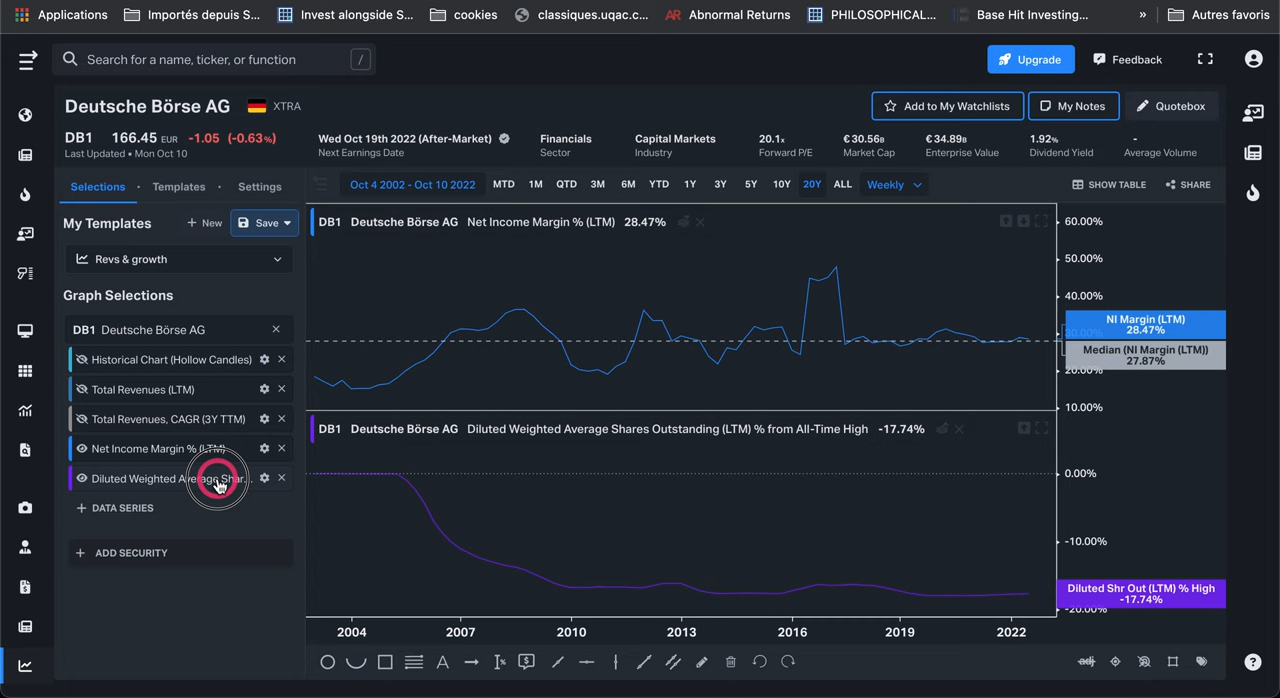 Applications Importés depuis S... Invest alongside S... cookies classiques.uqac.c... AR Abnormal Returns PHILOSOPHICAL... Base Hit Investing... » Autres favoris
Search for a name, ticker, or function / Upgrade Feedback
Deutsche Börse AG XTRA Add to My Watchlists My Notes Quotebox
DB1 166.45 EUR -1.05 (-0.63%) Wed Oct 19th 2022 (After-Market) Financials Capital Markets 20.1x €30.56B €34.89B 1.92% -
Last Updated • Mon Oct 10 Next Earnings Date Sector Industry Forward P/E Market Cap Enterprise Value Dividend Yield Average Volume
Selections • Templates • Settings Oct 4 2002 - Oct 10 2022 MTD 1M QTD 3M 6M YTD 1Y 3Y 5Y 10Y 20Y ALL Weekly SHOW TABLE SHARE
My Templates + New Save
Revs & growth
Graph Selections
DB1 Deutsche Börse AG
Historical Chart (Hollow Candles)
Total Revenues (LTM)
Total Revenues, CAGR (3Y TTM)
Net Income Margin % (LTM)
Diluted Weighted Average Shar...
+ DATA SERIES
+ ADD SECURITY
DB1 Deutsche Börse AG Net Income Margin % (LTM) 28.47%
60.00%
50.00%
40.00%
30.00%
NI Margin (LTM)
28.47%
Median (NI Margin (LTM))
27.87%
20.00%
10.00%
DB1 Deutsche Börse AG Diluted Weighted Average Shares Outstanding (LTM) % from All-Time High -17.74%
0.00%
-10.00%
Diluted Shr Out (LTM) % High
-17.74%
-20.00%
2004 2007 2010 2013 2016 2019 2022
A % $ adj ?